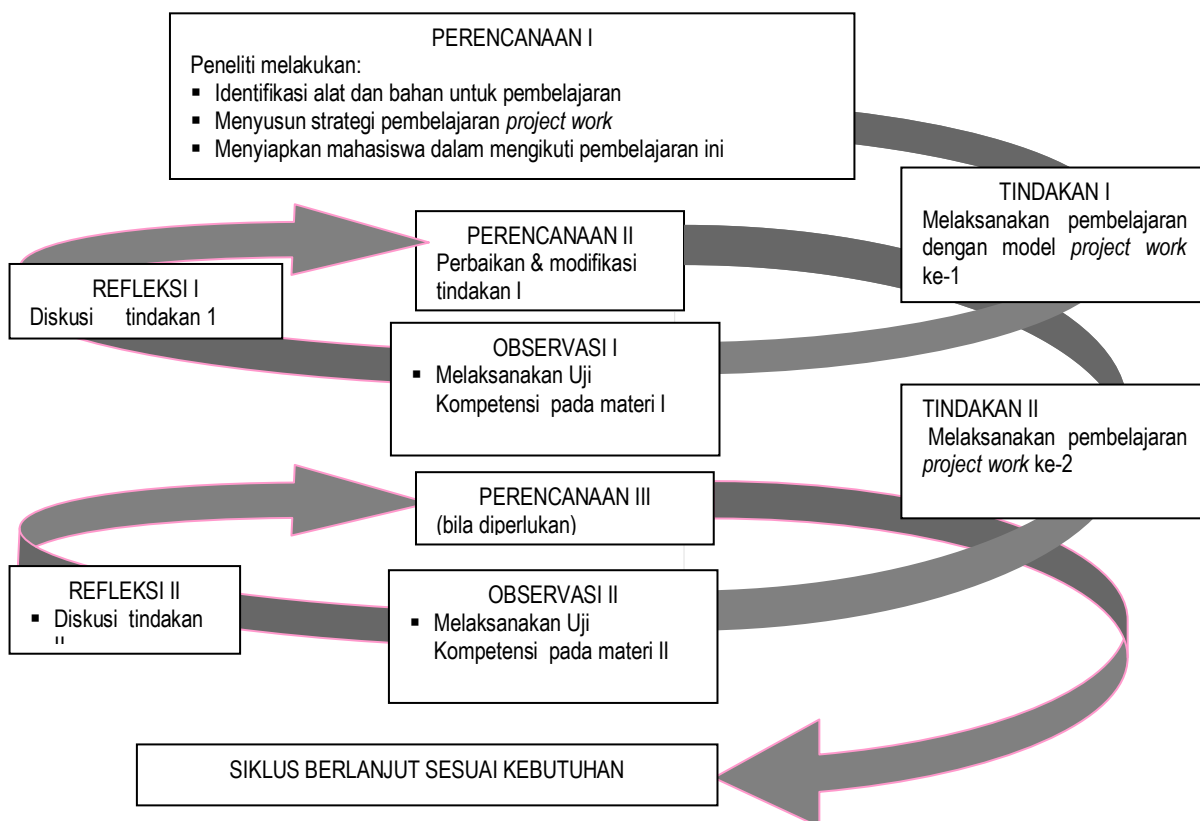 PERENCANAAN I
Peneliti melakukan:
▪ Identifikasi alat dan bahan untuk pembelajaran
▪ Menyusun strategi pembelajaran project work
▪ Menyiapkan mahasiswa dalam mengikuti pembelajaran ini
TINDAKAN I
Melaksanakan pembelajaran
dengan model project work
ke-1
PERENCANAAN II
Perbaikan & modifikasi
tindakan I
REFLEKSI I
Diskusi tindakan 1
OBSERVASI I
▪ Melaksanakan Uji
Kompetensi pada materi I
TINDAKAN II
Melaksanakan pembelajaran
project work ke-2
PERENCANAAN III
(bila diperlukan)
REFLEKSI II
▪ Diskusi tindakan
OBSERVASI II
▪ Melaksanakan Uji
Kompetensi pada materi II
SIKLUS BERLANJUT SESUAI KEBUTUHAN